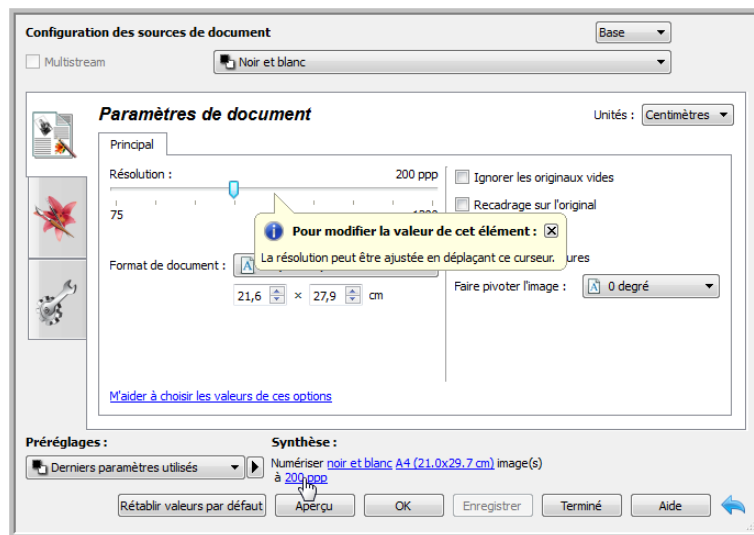 Configuration des sources de document
Base
Multistream
Noir et blanc
Paramètres de document
Unités :
Centimètres
Principal
Résolution :
200 ppp
75
Ignorer les originaux vides
Recadrage sur l'original
Pour modifier la valeur de cet élément :
La résolution peut être ajustée en déplaçant ce curseur.
Format de document :
Faire pivoter l'image :
0 degré
21,6 × 27,9 cm
M'aider à choisir les valeurs de ces options
Préréglages :
Synthèse :
Derniers paramètres utilisés
Numériser noir et blanc A4 (21.0x29.7 cm) image(s)
à 200 ppp
Rétablir valeurs par défaut
Aperçu
OK
Enregistrer
Terminé
Aide